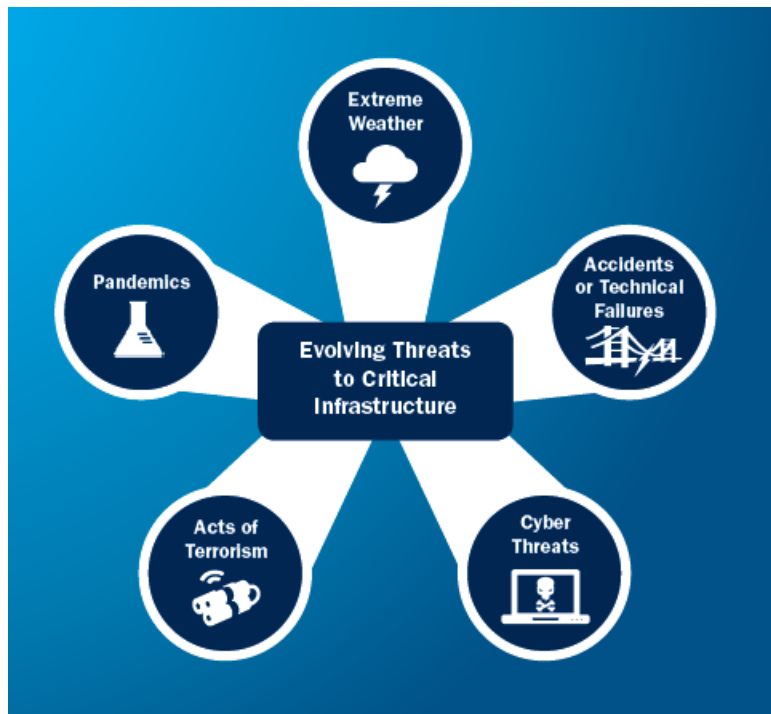 Extreme
Weather
Pandemics
Accidents
or Technical
Failures
Evolving Threats
to Critical
Infrastructure
Acts of
Terrorism
Cyber
Threats